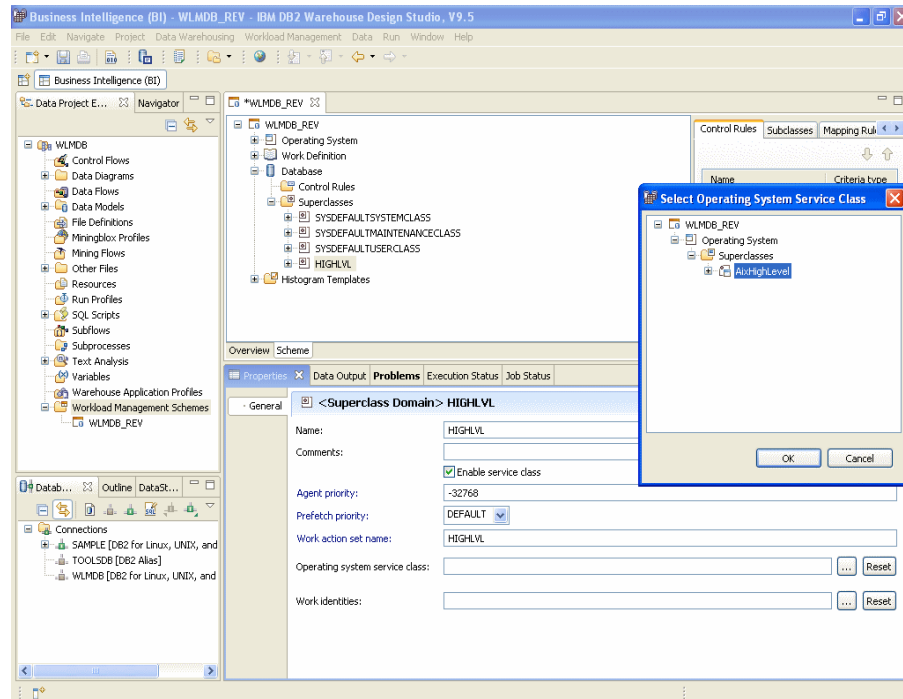 Business Intelligence (BI) - WLMDB_REV - IBM DB2 Warehouse Design Studio, V9.5
File Edit Navigate Project Data Warehousing Workload Management Data Run Window Help
Business Intelligence (BI)
Data Project E... Navigator
WLMDB
Control Flows
Data Diagrams
Data Flows
Data Models
File Definitions
Miningblox Profiles
Mining Flows
Other Files
Resources
Run Profiles
SQL Scripts
Subflows
Subprocesses
Text Analysis
Variables
Warehouse Application Profiles
Workload Management Schemes
WLMDB_REV
Datab... Outline DataSt...
Connections
SAMPLE [DB2 for Linux, UNIX, and
TOOLSDB [DB2 Alias]
WLMDB [DB2 for Linux, UNIX, and
*WLMDB_REV
WLMDB_REV
Operating System
Work Definition
Database
Control Rules
Superclasses
SYSDEFAULTSYSTEMCLASS
SYSDEFAULTMAINTENANCECLASS
SYSDEFAULTUSERCLASS
HIGHLVL
Histogram Templates
Overview Scheme
Control Rules Subclasses Mapping Rul
Name Criteria type
Select Operating System Service Class
WLMDB_REV
Operating System
Superclasses
AixHighLevel
OK Cancel
Properties Data Output Problems Execution Status Job Status
General
<Superclass Domain> HIGHLVL
Name: HIGHLVL
Comments:
Enable service class
Agent priority: -32768
Prefetch priority: DEFAULT
Work action set name: HIGHLVL
Operating system service class: ... Reset
Work identities: ... Reset